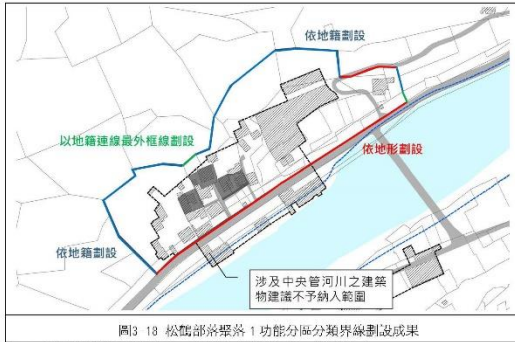 依地籍劃設
以地籍連線最外框線劃設
依地形劃設
依地籍劃設
涉及中央管河川之建築
物建議不予納入範圍
圖3 18 松鶴部落聚落 1 功能分區分類界線劃設成果